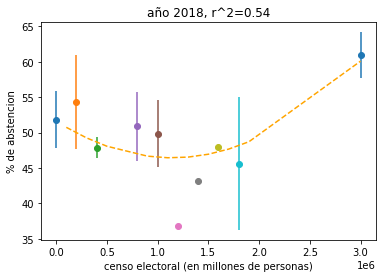 año 2018, r^2=0.54
% de abstencion
65
60
55
50
45
40
35
0.0 0.5 1.0 1.5 2.0 2.5 3.0
1e6
censo electoral (en millones de personas)